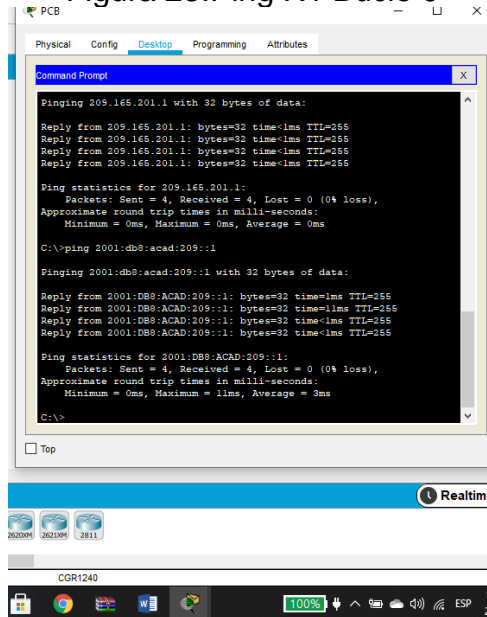 PCB
Physical Config Desktop Programming Attributes
Command Prompt
X
Pinging 209.165.201.1 with 32 bytes of data:
Reply from 209.165.201.1: bytes=32 time<1ms TTL=255
Reply from 209.165.201.1: bytes=32 time<1ms TTL=255
Reply from 209.165.201.1: bytes=32 time<1ms TTL=255
Reply from 209.165.201.1: bytes=32 time<1ms TTL=255
Ping statistics for 209.165.201.1:
Packets: Sent = 4, Received = 4, Lost = 0 (0% loss),
Approximate round trip times in milli-seconds:
Minimum = 0ms, Maximum = 0ms, Average = 0ms
C:\>ping 2001:db8:acad:209::1
Pinging 2001:db8:acad:209::1 with 32 bytes of data:
Reply from 2001:DB8:ACAD:209::1: bytes=32 time=1ms TTL=255
Reply from 2001:DB8:ACAD:209::1: bytes=32 time=11ms TTL=255
Reply from 2001:DB8:ACAD:209::1: bytes=32 time<1ms TTL=255
Reply from 2001:DB8:ACAD:209::1: bytes=32 time<1ms TTL=255
Ping statistics for 2001:DB8:ACAD:209::1:
Packets: Sent = 4, Received = 4, Lost = 0 (0% loss),
Approximate round trip times in milli-seconds:
Minimum = 0ms, Maximum = 11ms, Average = 3ms
C:\>
Top
Realtim
2620XM 2621XM 2811
CGR1240
100% ESP